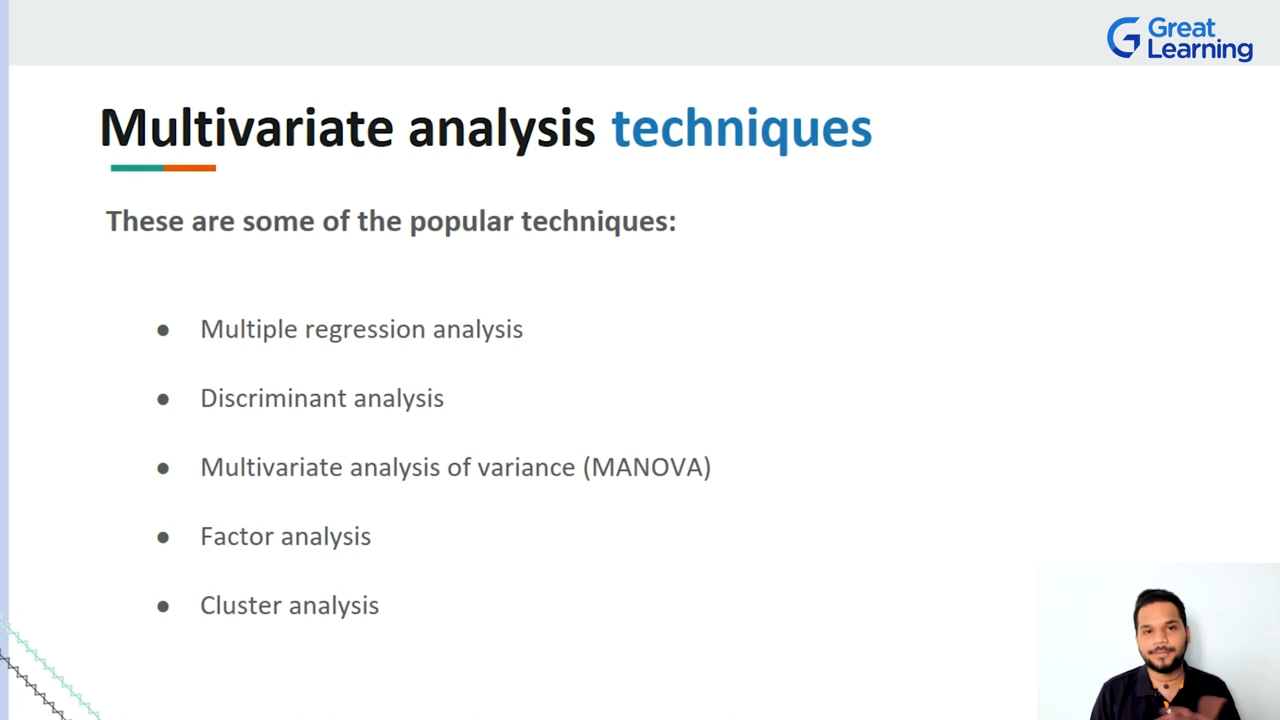 Great
Learning
Multivariate analysis techniques
These are some of the popular techniques:
● Multiple regression analysis
● Discriminant analysis
● Multivariate analysis of variance (MANOVA)
● Factor analysis
● Cluster analysis